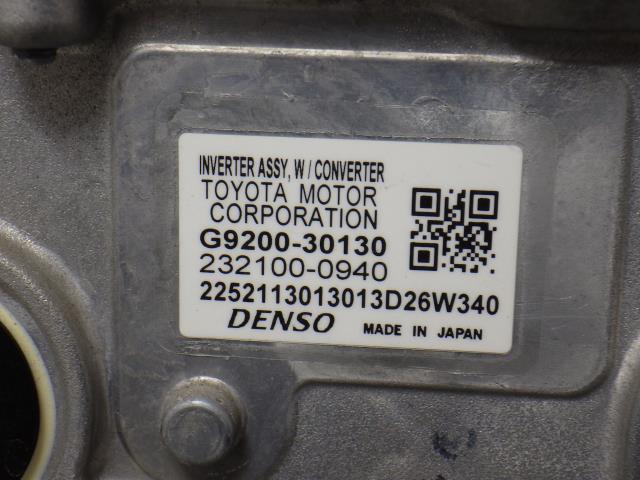 INVERTER ASSY, W / CONVERTER
TOYOTA MOTOR
CORPORATION
G9200-30130
232100-0940
2252113013013D26W340
DENSO MADE IN JAPAN